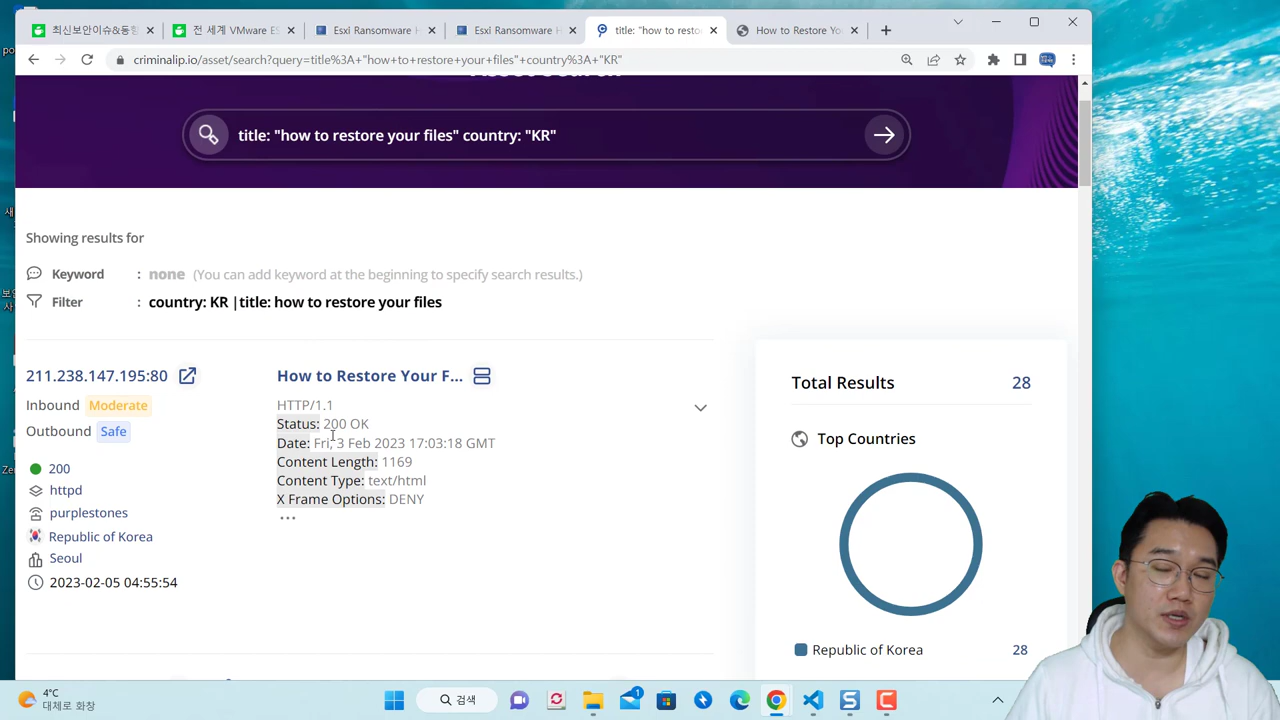 최신보안이슈&동향
전 세계 VMware ES
Esxi Ransomware H
Esxi Ransomware H
title: "how to resto
How to Restore Yo
criminalip.io/asset/search?query=title%3A+"how+to+restore+your+files"+country%3A+"KR"
Asset Search
title: "how to restore your files" country: "KR"
Showing results for
Keyword : none (You can add keyword at the beginning to specify search results.)
Filter : country: KR |title: how to restore your files
211.238.147.195:80
Inbound Moderate
Outbound Safe
200
httpd
purplestones
Republic of Korea
Seoul
2023-02-05 04:55:54
How to Restore Your F...
HTTP/1.1
Status: 200 OK
Date: Fri, 3 Feb 2023 17:03:18 GMT
Content Length: 1169
Content Type: text/html
X Frame Options: DENY
...
Total Results 28
Top Countries
Republic of Korea 28
4°C
대체로 화창
검색
1